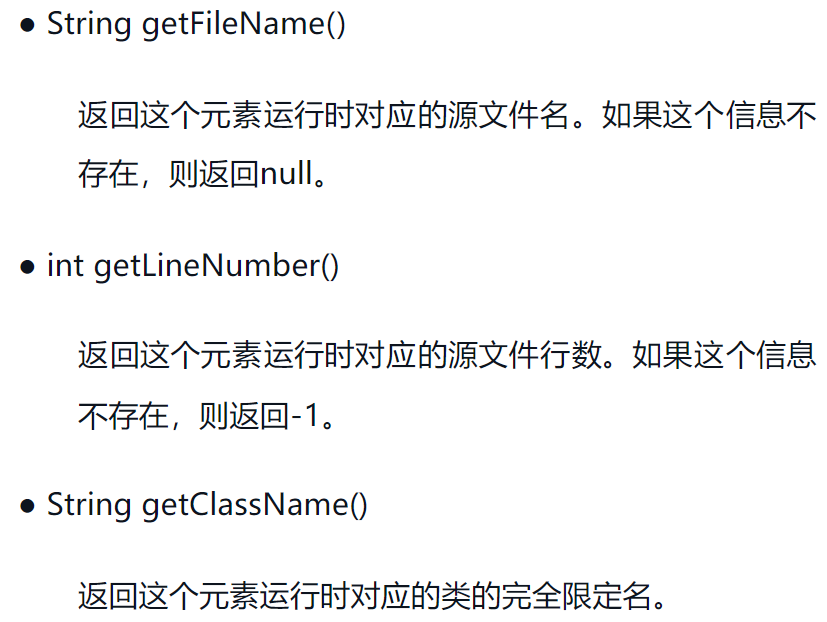 ● String getFileName()
返回这个元素运行时对应的源文件名。如果这个信息不
存在，则返回null。
● int getLineNumber()
返回这个元素运行时对应的源文件行数。如果这个信息
不存在，则返回-1。
● String getClassName()
返回这个元素运行时对应的类的完全限定名。